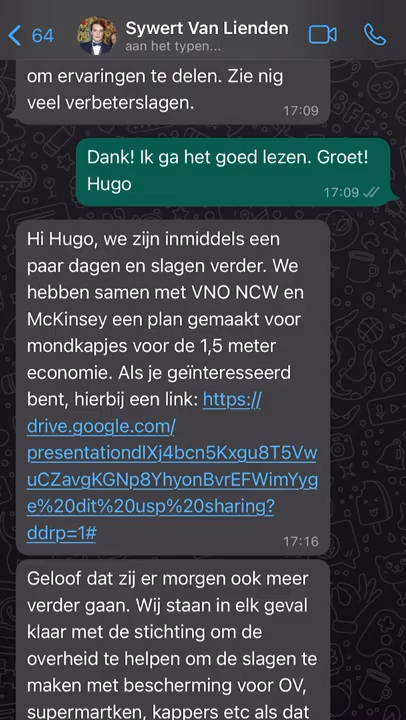 64
Sywert Van Lienden
aan het typen...
om ervaringen te delen. Zie nig
veel verbeterslagen.
17:09
Dank! Ik ga het goed lezen. Groet!
Hugo
17:09
Hi Hugo, we zijn inmiddels een
paar dagen en slagen verder. We
hebben samen met VNO NCW en
McKinsey een plan gemaakt voor
mondkapjes voor de 1,5 meter
economie. Als je geïnteresseerd
bent, hierbij een link: https://
drive.google.com/
presentationdlXj4bcn5Kxgu8T5Vw
uCZavgKGNp8YhyonBvrEFWimYyg
e%20dit%20usp%20sharing?
ddrp=1#
17:16
Geloof dat zij er morgen ook meer
verder gaan. Wij staan in elk geval
klaar met de stichting om de
overheid te helpen om de slagen te
maken met bescherming voor OV,
supermartken, kappers etc als dat